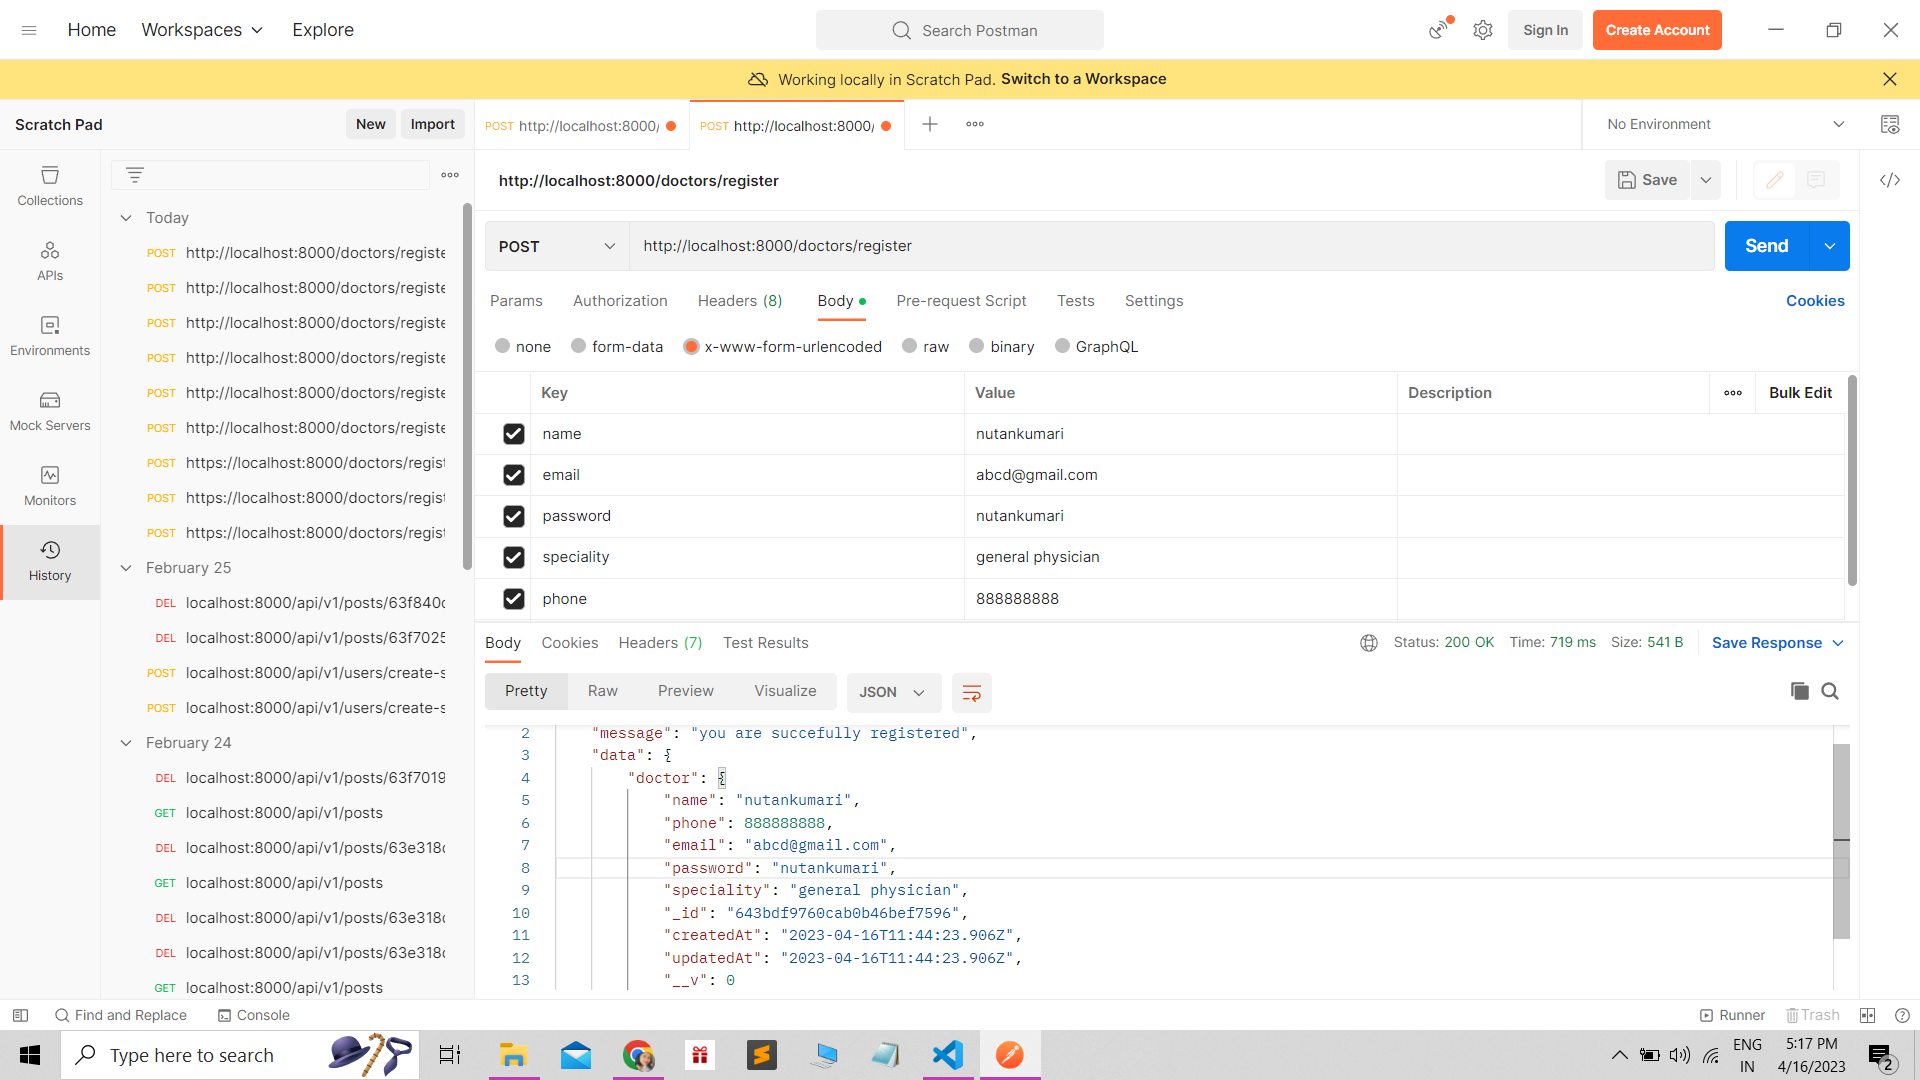 Home Workspaces Explore Search Postman Sign In Create Account
Working locally in Scratch Pad. Switch to a Workspace
Scratch Pad New Import
POST http://localhost:8000/ POST http://localhost:8000/ No Environment
Collections
APIs
Environments
Mock Servers
Monitors
History
Today
POST http://localhost:8000/doctors/registe
POST http://localhost:8000/doctors/registe
POST http://localhost:8000/doctors/registe
POST http://localhost:8000/doctors/registe
POST http://localhost:8000/doctors/registe
POST http://localhost:8000/doctors/registe
POST https://localhost:8000/doctors/regist
POST https://localhost:8000/doctors/regist
POST https://localhost:8000/doctors/regist
February 25
DEL localhost:8000/api/v1/posts/63f840c
DEL localhost:8000/api/v1/posts/63f7025
POST localhost:8000/api/v1/users/create-s
POST localhost:8000/api/v1/users/create-s
February 24
DEL localhost:8000/api/v1/posts/63f7019
GET localhost:8000/api/v1/posts
DEL localhost:8000/api/v1/posts/63e318c
GET localhost:8000/api/v1/posts
DEL localhost:8000/api/v1/posts/63e318c
DEL localhost:8000/api/v1/posts/63e318c
GET localhost:8000/api/v1/posts
http://localhost:8000/doctors/register Save
POST http://localhost:8000/doctors/register Send
Params Authorization Headers (8) Body Pre-request Script Tests Settings Cookies
none form-data x-www-form-urlencoded raw binary GraphQL
Key Value Description Bulk Edit
name nutankumari
email abcd@gmail.com
password nutankumari
speciality general physician
phone 888888888
Body Cookies Headers (7) Test Results Status: 200 OK Time: 719 ms Size: 541 B Save Response
Pretty Raw Preview Visualize JSON
2 "message": "you are succefully registered",
3 "data": {
4 "doctor": {
5 "name": "nutankumari",
6 "phone": 888888888,
7 "email": "abcd@gmail.com",
8 "password": "nutankumari",
9 "speciality": "general physician",
10 "_id": "643bdf9760cab0b46bef7596",
11 "createdAt": "2023-04-16T11:44:23.906Z",
12 "updatedAt": "2023-04-16T11:44:23.906Z",
13 "__v": 0
Find and Replace Console Runner Trash
Type here to search
ENG
IN
5:17 PM
4/16/2023
2